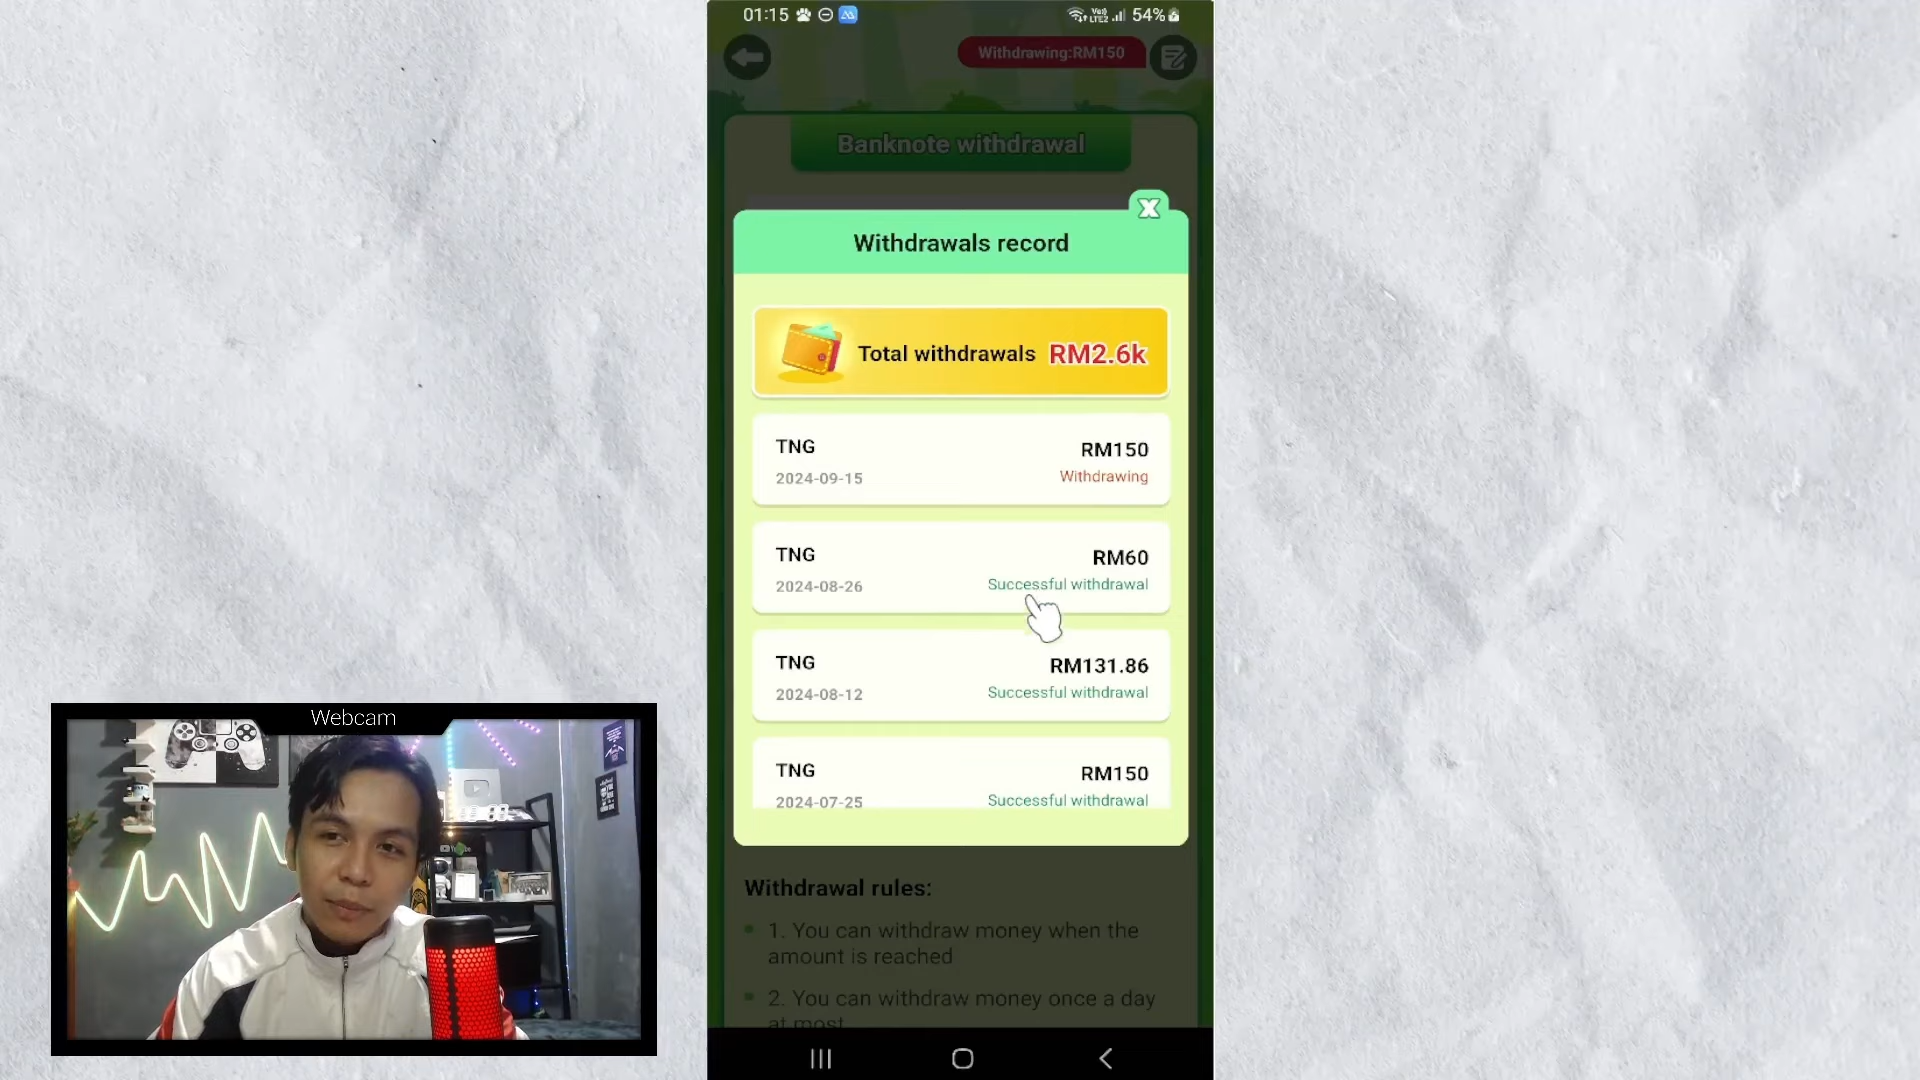 01:15
54%
Withdrawing:RM150
Banknote withdrawal
X
Withdrawals record
Total withdrawals RM2.6k
TNG
RM150
2024-09-15
Withdrawing
TNG
RM60
2024-08-26
Successful withdrawal
TNG
RM131.86
2024-08-12
Successful withdrawal
TNG
RM150
2024-07-25
Successful withdrawal
Webcam
Withdrawal rules:
1. You can withdraw money when the
amount is reached
2. You can withdraw money once a day
at most